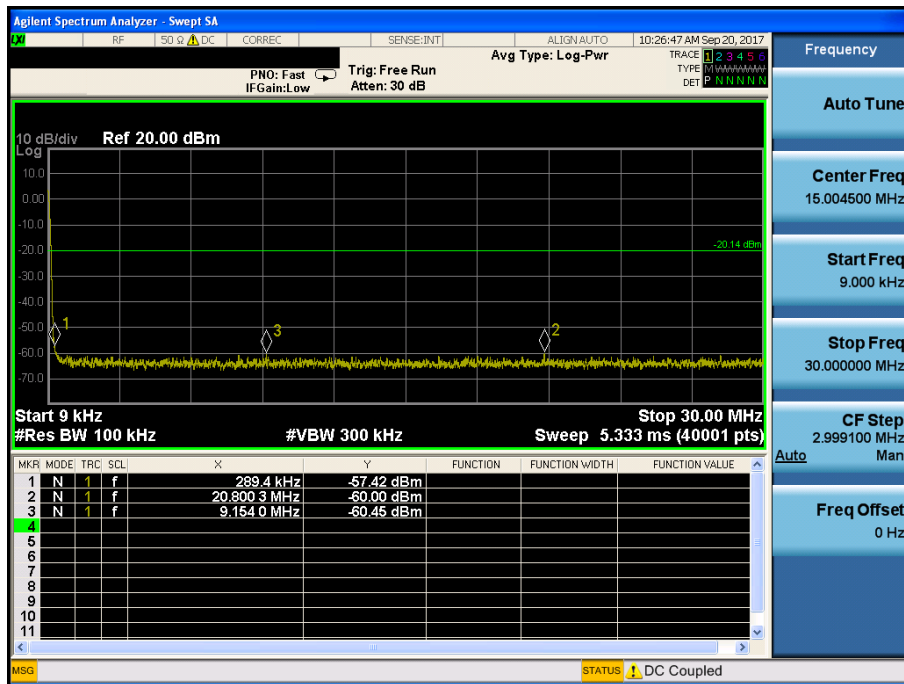 Agilent Spectrum Analyzer - Swept SA
LXI RF 50 Ω DC CORREC SENSE:INT ALIGN AUTO 10:26:47 AM Sep 20, 2017
PNO: Fast Trig: Free Run Avg Type: Log-Pwr TRACE 1 2 3 4 5 6
IFGain:Low Atten: 30 dB TYPE M WWWWW
DET P N N N N N
10 dB/div Ref 20.00 dBm
Log
10.0
0.00
-10.0
-20.0 -20.14 dBm
-30.0
-40.0
-50.0
-60.0
-70.0
1 3 2
Start 9 kHz Stop 30.00 MHz
#Res BW 100 kHz #VBW 300 kHz Sweep 5.333 ms (40001 pts)
MKR MODE TRC SCL X Y FUNCTION FUNCTION WIDTH FUNCTION VALUE
1 N 1 f 289.4 kHz -57.42 dBm
2 N 1 f 20.800 3 MHz -60.00 dBm
3 N 1 f 9.154 0 MHz -60.45 dBm
4
5
6
7
8
9
10
11
MSG STATUS DC Coupled
Frequency
Auto Tune
Center Freq
15.004500 MHz
Start Freq
9.000 kHz
Stop Freq
30.000000 MHz
CF Step
2.999100 MHz
Auto Man
Freq Offset
0 Hz